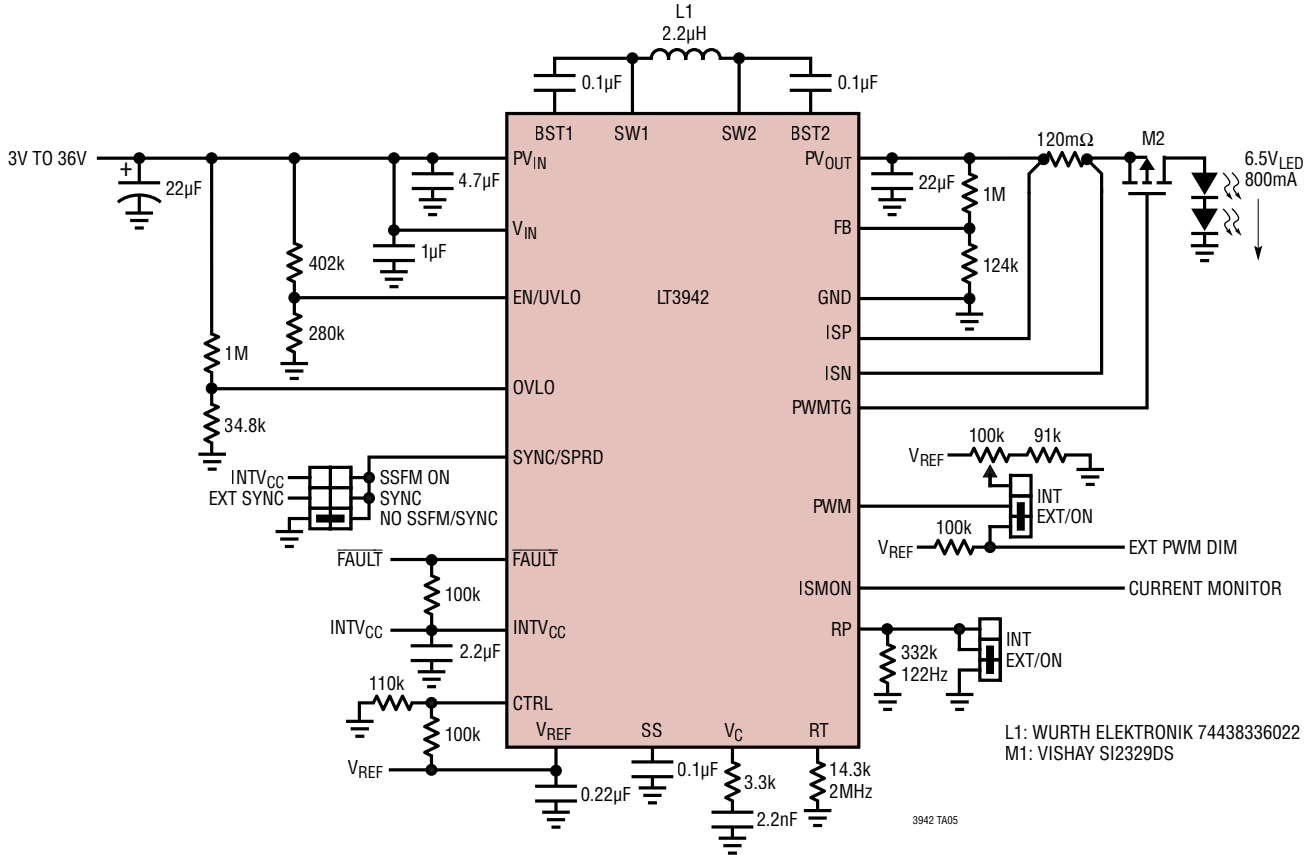 L1
2.2µH
0.1µF
0.1µF
BST1
SW1
SW2
BST2
3V TO 36V
+
22µF
4.7µF
PVIN
VIN
1µF
402k
EN/UVLO
280k
1M
OVLO
34.8k
LT3942
PVOUT
22µF
1M
120mΩ
M2
6.5VLED
800mA
FB
124k
GND
ISP
ISN
PWMTG
SYNC/SPRD
INTVCC
SSFM ON
EXT SYNC
SYNC
NO SSFM/SYNC
VREF
100k
91k
PWM
INT
EXT/ON
VREF
100k
EXT PWM DIM
FAULT
FAULT
100k
ISMON
CURRENT MONITOR
INTVCC
INTVCC
2.2µF
RP
332k
122Hz
INT
EXT/ON
110k
CTRL
100k
VREF
VREF
0.22µF
SS
0.1µF
VC
3.3k
2.2nF
RT
14.3k
2MHz
L1: WURTH ELEKTRONIK 74438336022
M1: VISHAY SI2329DS
3942 TA05